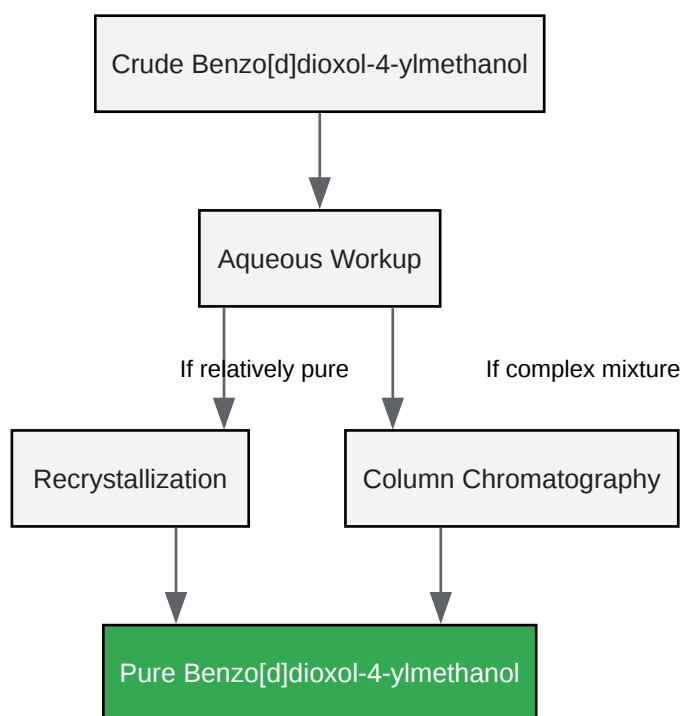 Crude Benzo[d]dioxol-4-ylmethanol
Aqueous Workup
If relatively pure
If complex mixture
Recrystallization
Column Chromatography
Pure Benzo[d]dioxol-4-ylmethanol